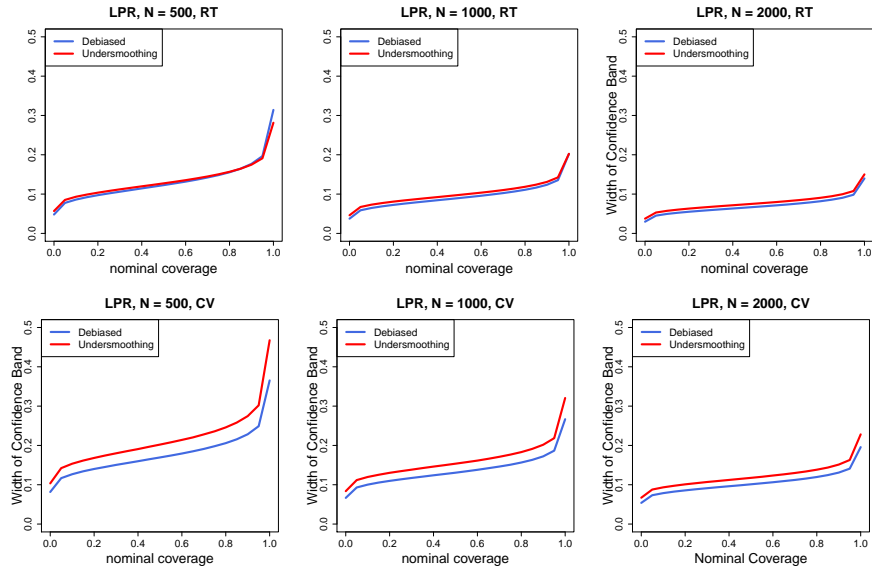 LPR, N = 500, RT
Debiased
Undersmoothing
0.0 0.1 0.2 0.3 0.4 0.5
0.0 0.2 0.4 0.6 0.8 1.0
nominal coverage
LPR, N = 1000, RT
Debiased
Undersmoothing
0.0 0.1 0.2 0.3 0.4 0.5
0.0 0.2 0.4 0.6 0.8 1.0
nominal coverage
LPR, N = 2000, RT
Debiased
Undersmoothing
Width of Confidence Band
0.0 0.1 0.2 0.3 0.4 0.5
0.0 0.2 0.4 0.6 0.8 1.0
nominal coverage
LPR, N = 500, CV
Debiased
Undersmoothing
Width of Confidence Band
0.0 0.1 0.2 0.3 0.4 0.5
0.0 0.2 0.4 0.6 0.8 1.0
nominal coverage
LPR, N = 1000, CV
Debiased
Undersmoothing
Width of Confidence Band
0.0 0.1 0.2 0.3 0.4 0.5
0.0 0.2 0.4 0.6 0.8 1.0
nominal coverage
LPR, N = 2000, CV
Debiased
Undersmoothing
Width of Confidence Band
0.0 0.1 0.2 0.3 0.4 0.5
0.0 0.2 0.4 0.6 0.8 1.0
Nominal Coverage